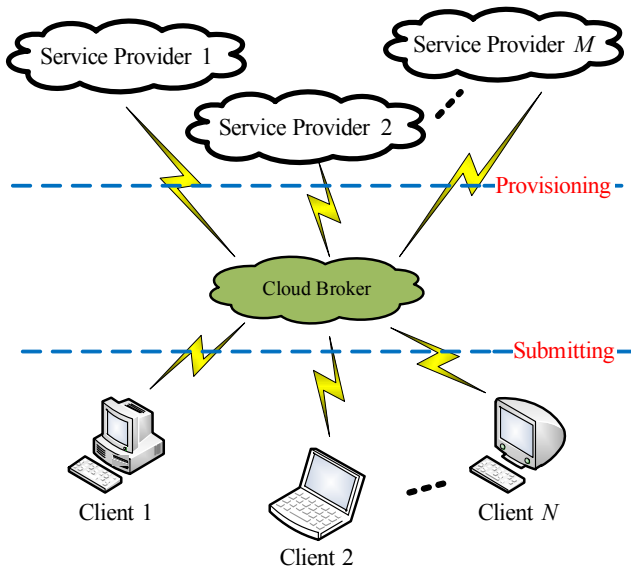 Service Provider 1
Service Provider M
Service Provider 2
Provisioning
Cloud Broker
Submitting
Client 1
Client N
Client 2